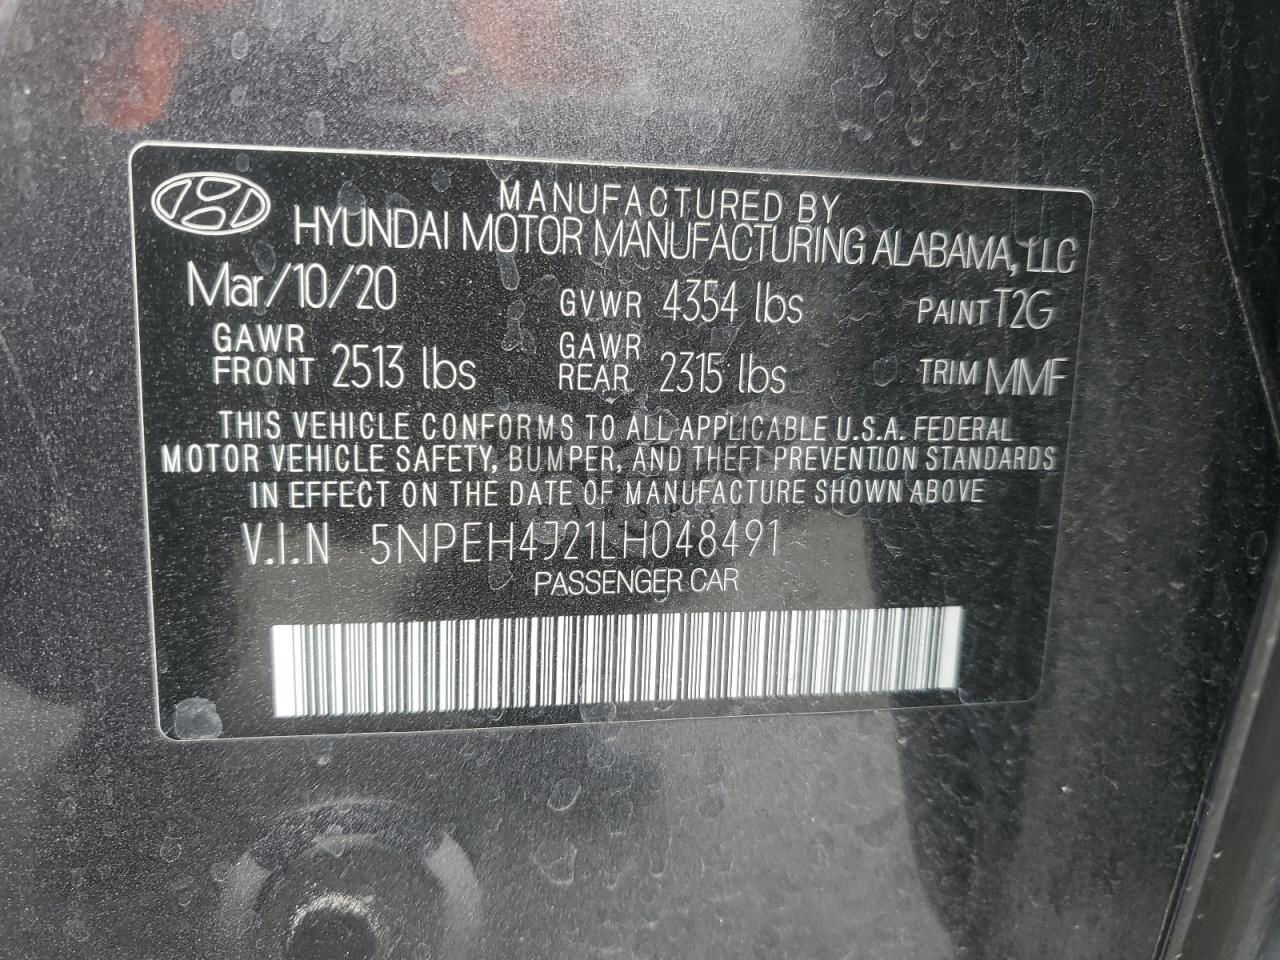 MANUFACTURED BY
HYUNDAI MOTOR MANUFACTURING ALABAMA, LLC
Mar/10/20 GVWR 4354 lbs PAINT T2G
GAWR FRONT 2513 lbs GAWR REAR 2315 lbs TRIM MMF
THIS VEHICLE CONFORMS TO ALL APPLICABLE U.S.A. FEDERAL
MOTOR VEHICLE SAFETY, BUMPER, AND THEFT PREVENTION STANDARDS
IN EFFECT ON THE DATE OF MANUFACTURE SHOWN ABOVE
V.I.N 5NPEH4J21LH048491
PASSENGER CAR